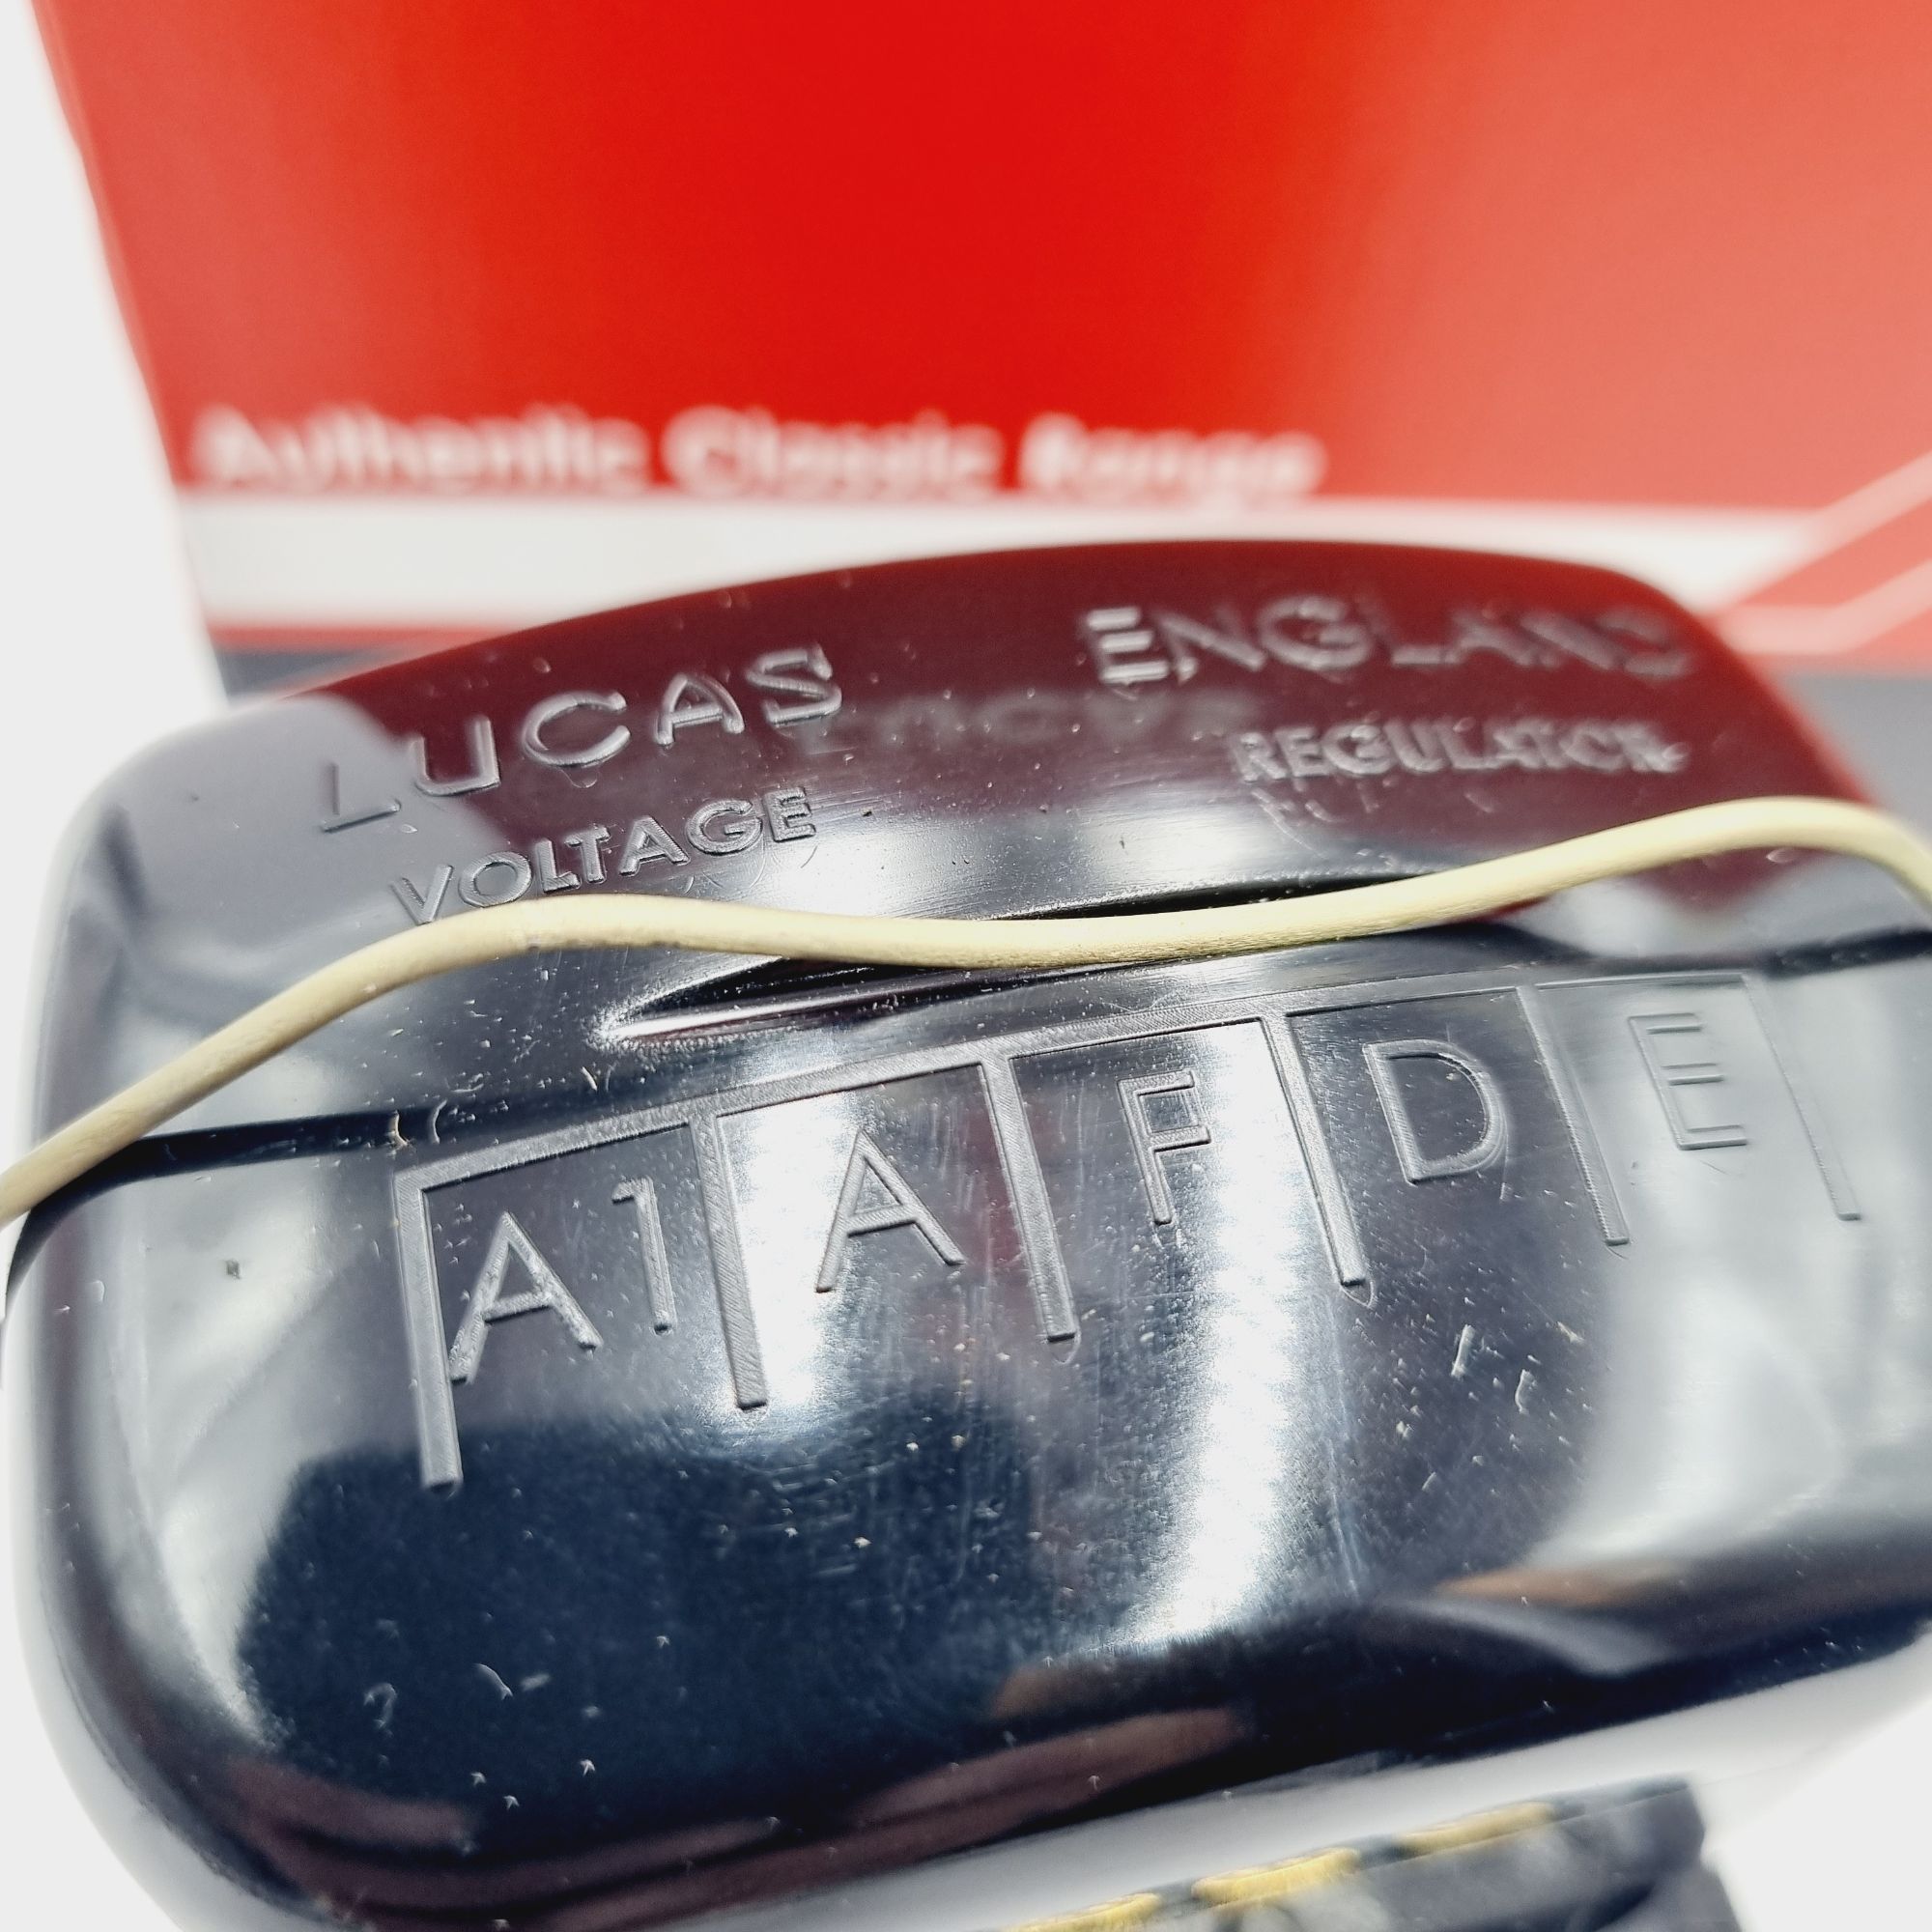 Authentic Classic Range
LUCAS ENGLAND
VOLTAGE REGULATOR
A1 A F D E